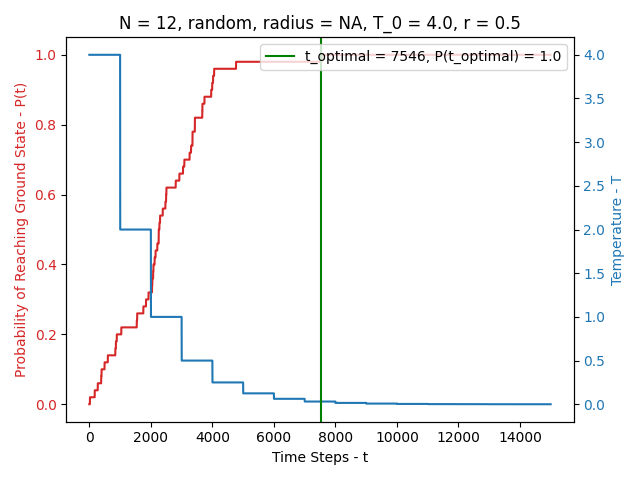 N = 12, random, radius = NA, T_0 = 4.0, r = 0.5
t_optimal = 7546, P(t_optimal) = 1.0
Probability of Reaching Ground State - P(t)
1.0
0.8
0.6
0.4
0.2
0.0
4.0
3.5
3.0
2.5
2.0
1.5
1.0
0.5
0.0
Temperature - T
0 2000 4000 6000 8000 10000 12000 14000
Time Steps - t